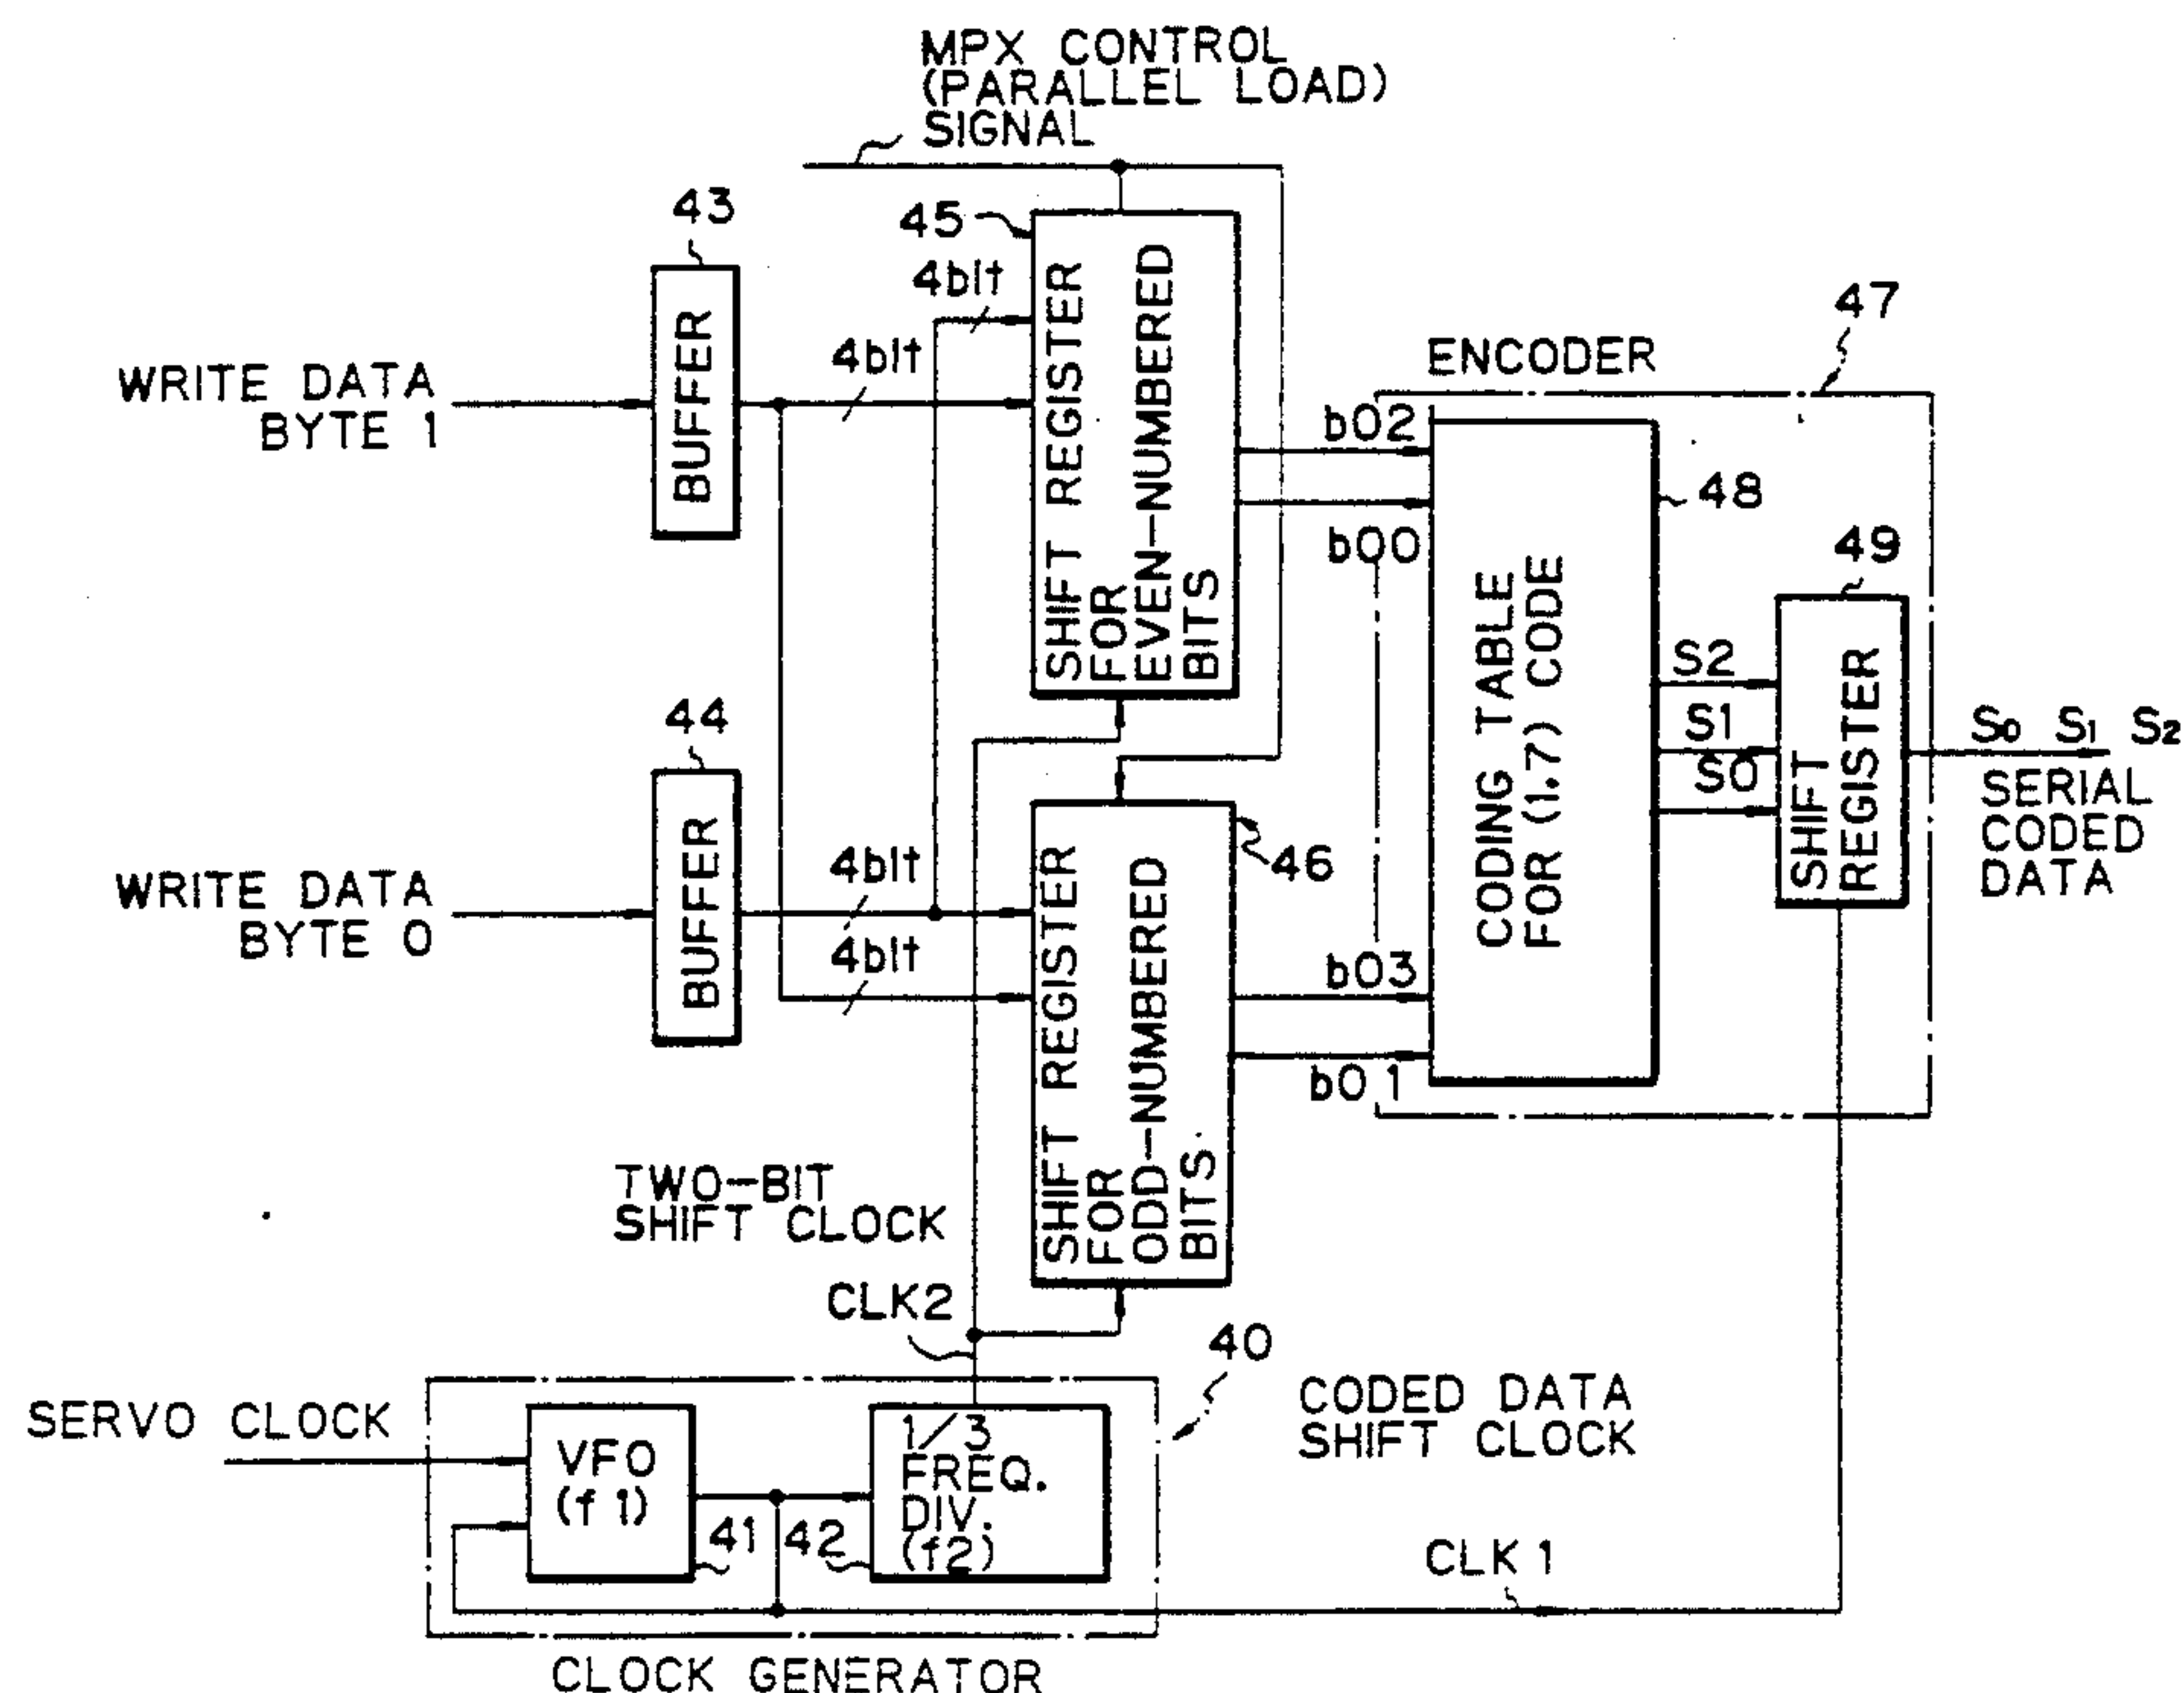 MPX CONTROL
(PARALLEL LOAD)
SIGNAL
43
45
4bit
47
ENCODER
4bit
WRITE DATA
BYTE 1
BUFFER
SHIFT REGISTER
FOR
EVEN-NUMBERED
BITS
b02
b00
48
49
CODING TABLE
FOR (1.7) CODE
S2
S1
S0
SHIFT
REGISTER
S0 S1 S2
SERIAL
CODED
DATA
44
WRITE DATA
BYTE 0
BUFFER
4bit
4bit
46
SHIFT REGISTER
FOR
ODD-NUMBERED
BITS
b03
b01
TWO-BIT
SHIFT CLOCK
CLK2
40
SERVO CLOCK
VFO
(f1)
41
42
1/3
FREQ.
DIV.
(f2)
CODED DATA
SHIFT CLOCK
CLK1
CLOCK GENERATOR